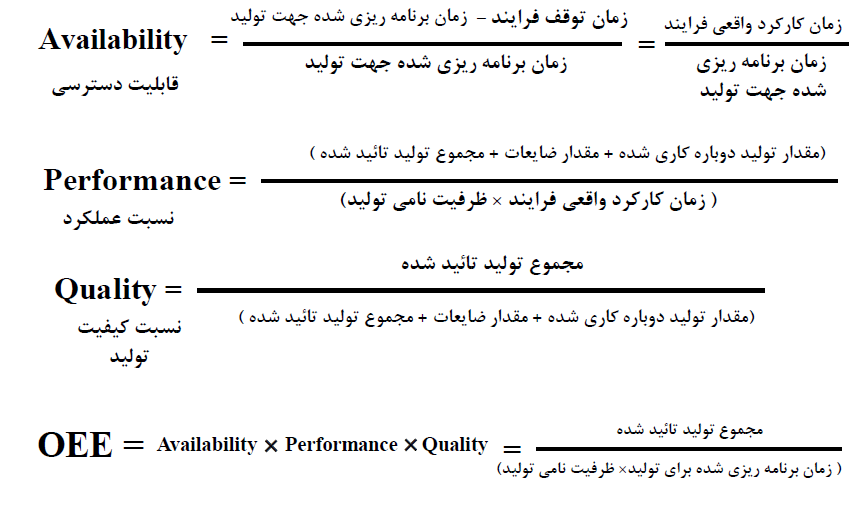 Availability = زمان برنامه ریزی شده جهت تولید – زمان توقف فرایند = زمان کارکرد واقعی فرایند
زمان برنامه ریزی شده جهت تولید
زمان برنامه ریزی
شده جهت تولید
قابلیت دسترسی
(مقدار تولید دوباره کاری شده + مقدار ضایعات + مجموع تولید تائید شده )
Performance =
( زمان کارکرد واقعی فرایند × ظرفیت نامی تولید)
نسبت عملکرد
مجموع تولید تائید شده
Quality =
(مقدار تولید دوباره کاری شده + مقدار ضایعات + مجموع تولید تائید شده )
نسبت کیفیت
تولید
OEE = Availability × Performance × Quality = مجموع تولید تائید شده
( زمان برنامه ریزی شده برای تولید× ظرفیت نامی تولید)